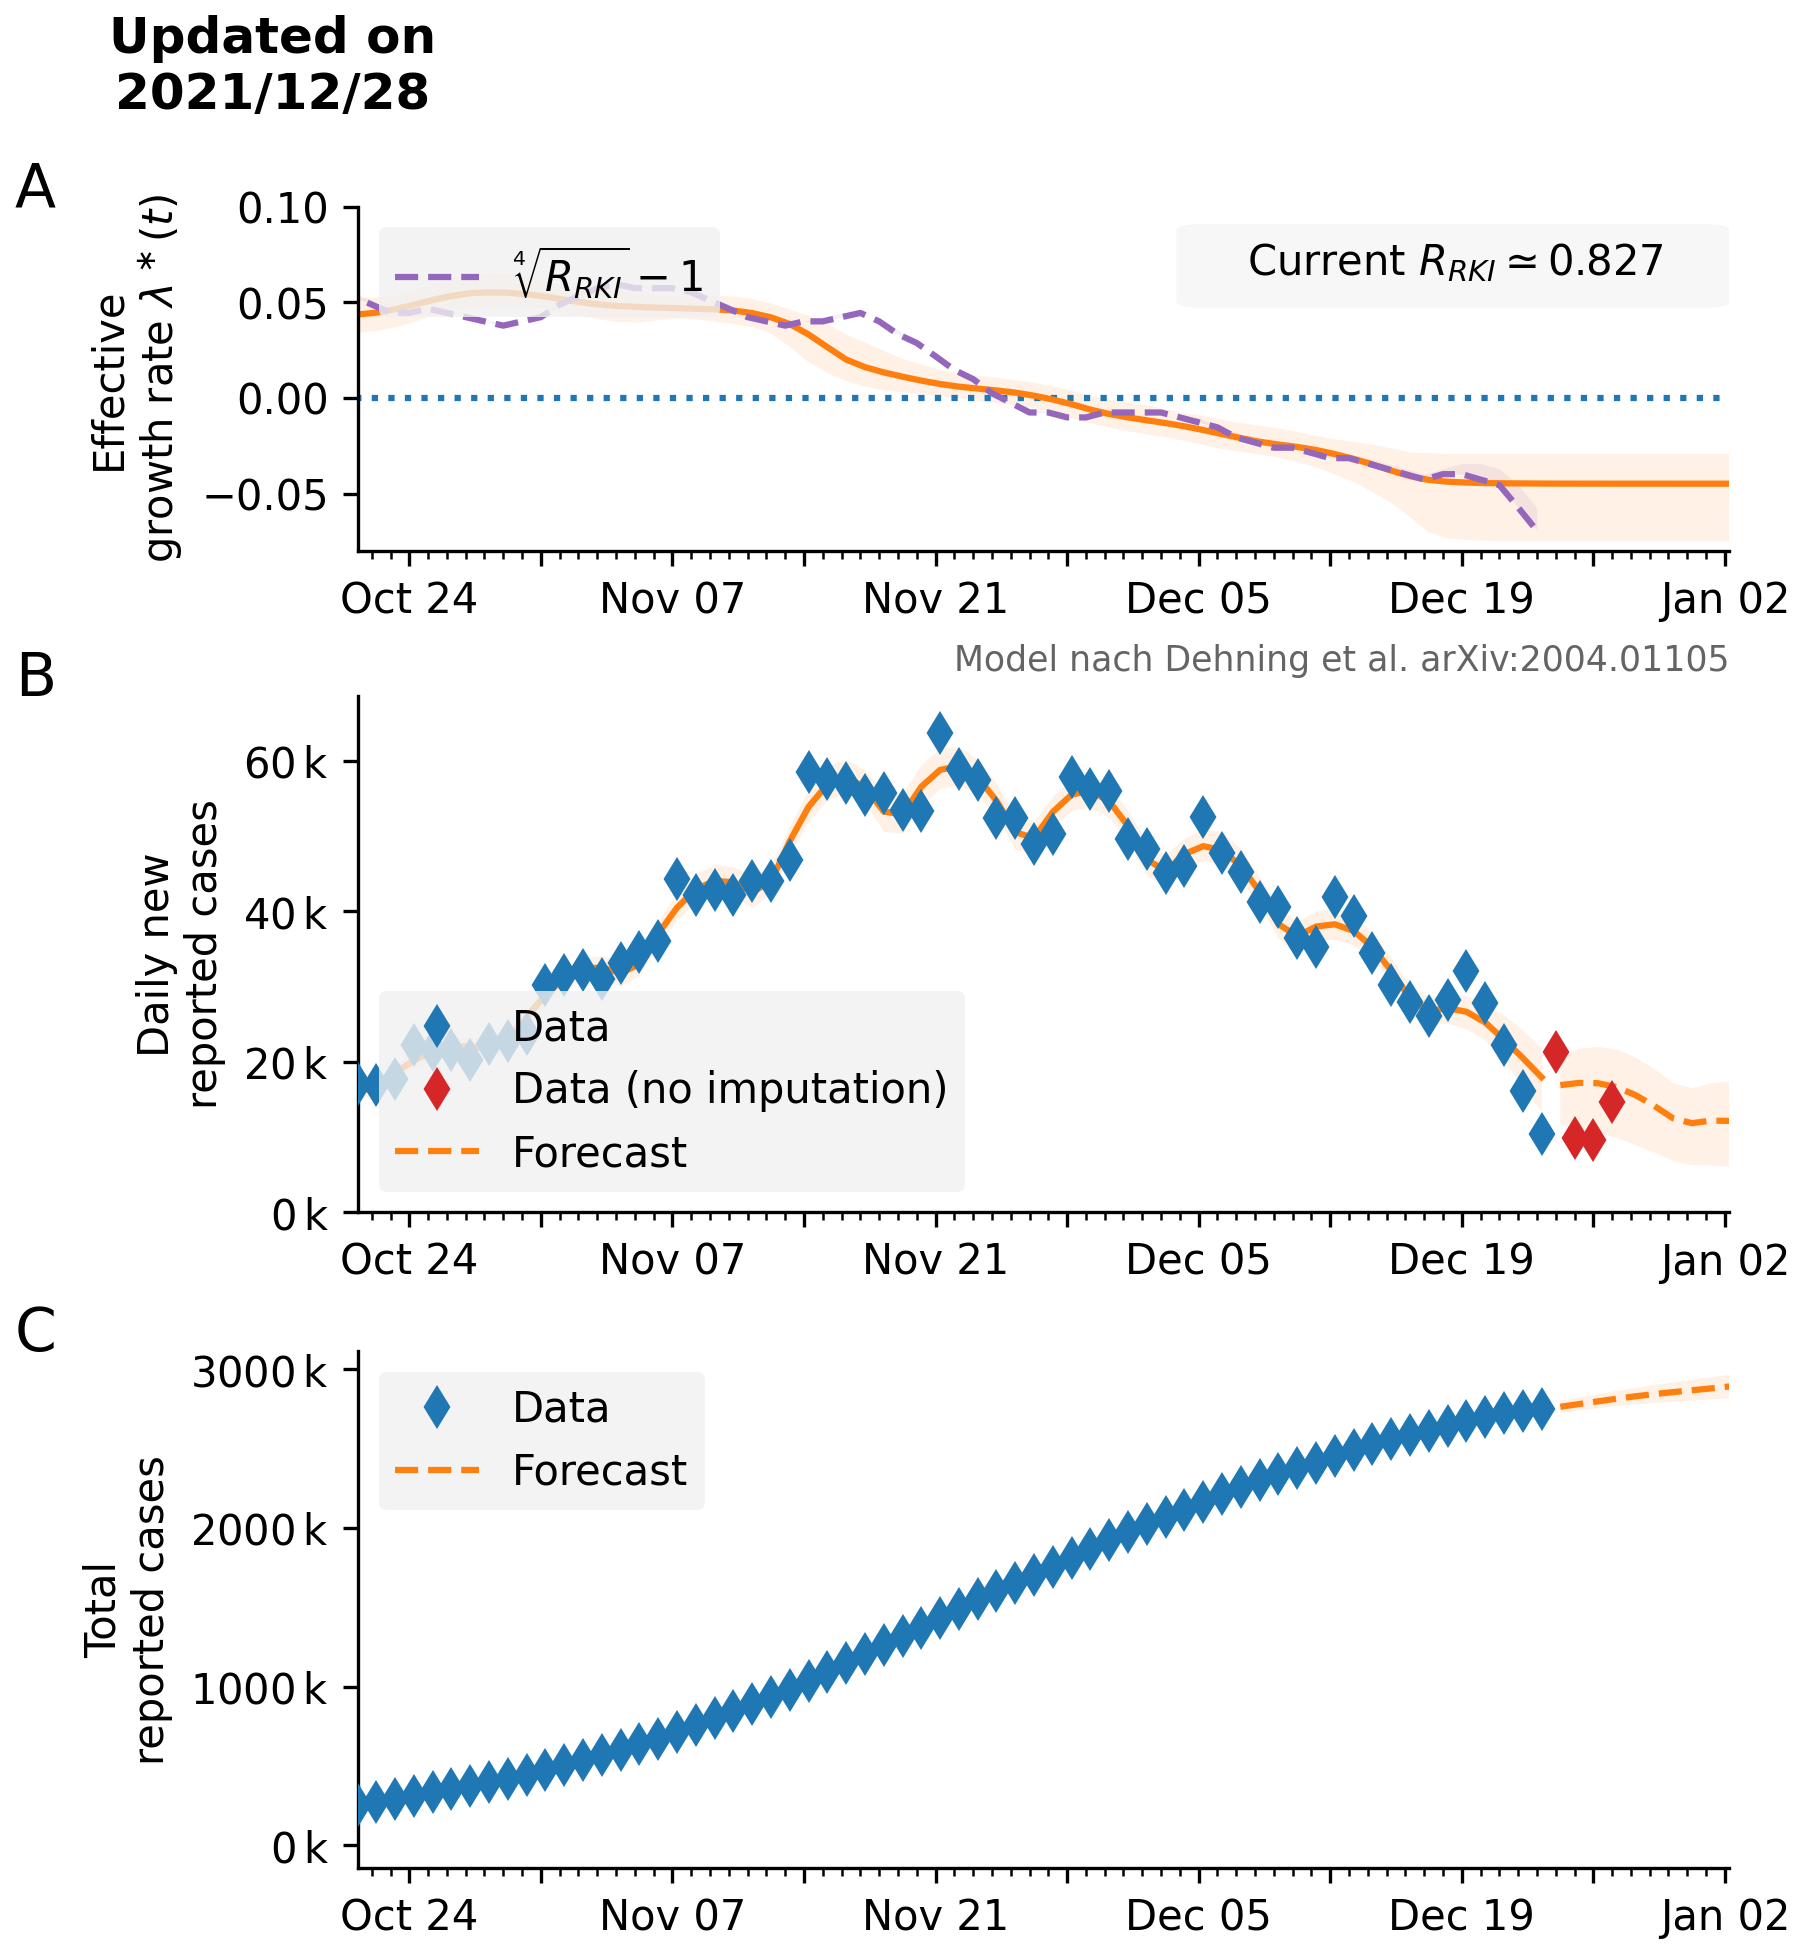 Updated on
2021/12/28
A
Effective
growth rate λ * (t)
0.10
0.05
0.00
−0.05
∜R_RKI − 1
Current R_RKI ≃ 0.827
Oct 24 Nov 07 Nov 21 Dec 05 Dec 19 Jan 02
Model nach Dehning et al. arXiv:2004.01105
B
Daily new
reported cases
60 k
40 k
20 k
0 k
Data
Data (no imputation)
Forecast
Oct 24 Nov 07 Nov 21 Dec 05 Dec 19 Jan 02
C
Total
reported cases
3000 k
2000 k
1000 k
0 k
Data
Forecast
Oct 24 Nov 07 Nov 21 Dec 05 Dec 19 Jan 02